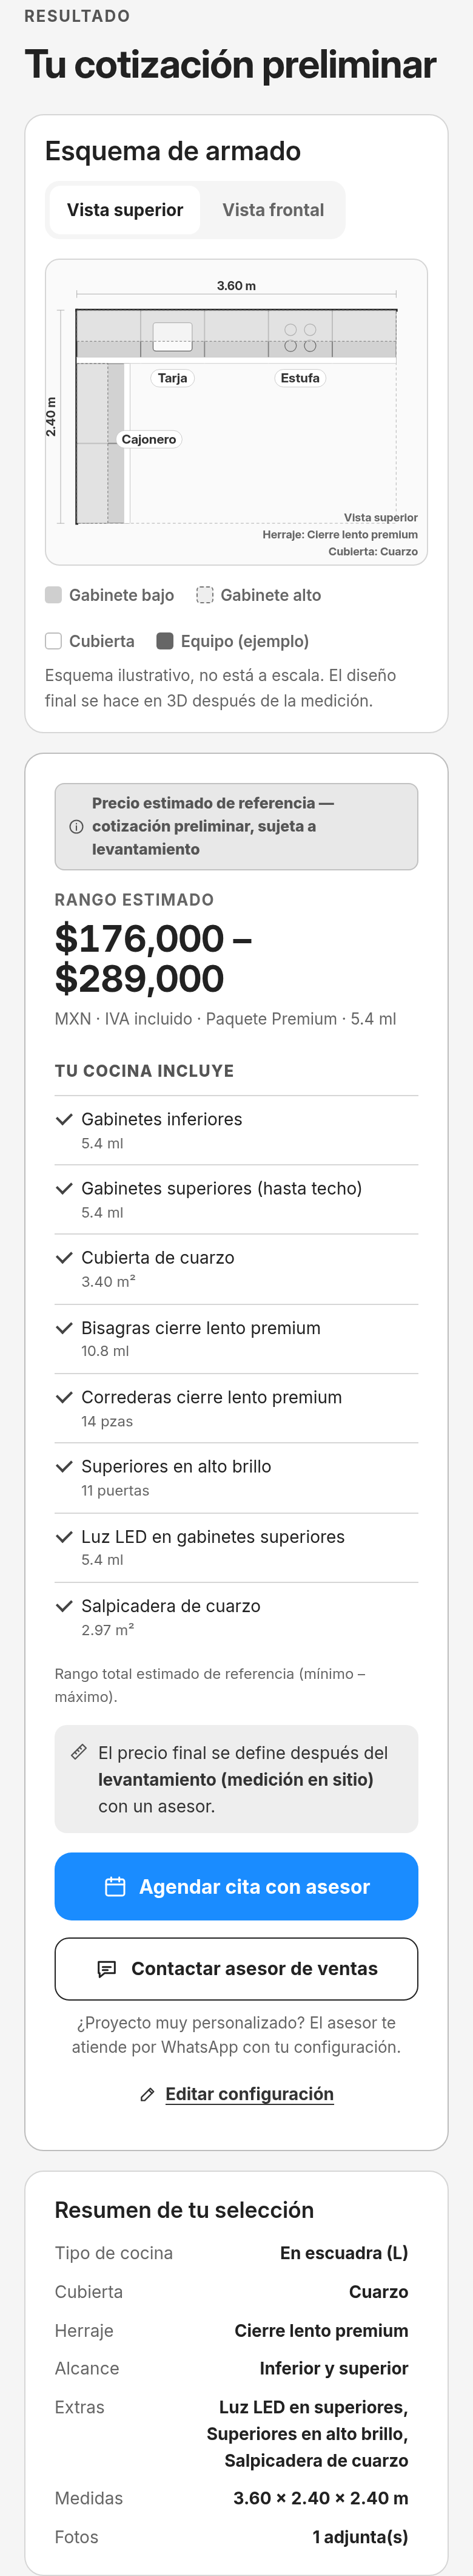 RESULTADO
Tu cotización preliminar
Esquema de armado
Vista superior
Vista frontal
3.60 m
Tarja
Estufa
2.40 m
Cajonero
Vista superior
Herraje: Cierre lento premium
Cubierta: Cuarzo
Gabinete bajo
Gabinete alto
Cubierta
Equipo (ejemplo)
Esquema ilustrativo, no está a escala. El diseño
final se hace en 3D después de la medición.
Precio estimado de referencia —
cotización preliminar, sujeta a
levantamiento
RANGO ESTIMADO
$176,000 –
$289,000
MXN · IVA incluido · Paquete Premium · 5.4 ml
TU COCINA INCLUYE
Gabinetes inferiores
5.4 ml
Gabinetes superiores (hasta techo)
5.4 ml
Cubierta de cuarzo
3.40 m²
Bisagras cierre lento premium
10.8 ml
Correderas cierre lento premium
14 pzas
Superiores en alto brillo
11 puertas
Luz LED en gabinetes superiores
5.4 ml
Salpicadera de cuarzo
2.97 m²
Rango total estimado de referencia (mínimo –
máximo).
El precio final se define después del
levantamiento (medición en sitio)
con un asesor.
Agendar cita con asesor
Contactar asesor de ventas
¿Proyecto muy personalizado? El asesor te
atiende por WhatsApp con tu configuración.
Editar configuración
Resumen de tu selección
Tipo de cocina En escuadra (L)
Cubierta Cuarzo
Herraje Cierre lento premium
Alcance Inferior y superior
Extras Luz LED en superiores,
Superiores en alto brillo,
Salpicadera de cuarzo
Medidas 3.60 × 2.40 × 2.40 m
Fotos 1 adjunta(s)